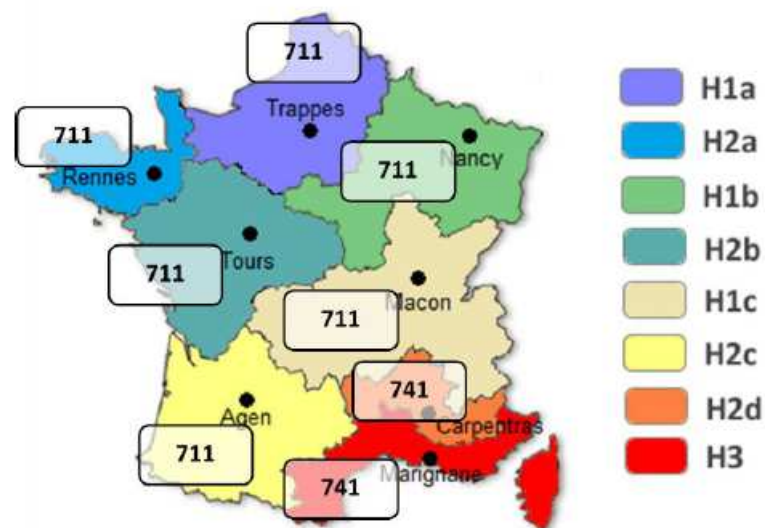 711
Trappes
711
Rennes
711
Nancy
711
Tours
711
Macon
741
Agen
Carpeptras
711
741
Marignane
H1a
H2a
H1b
H2b
H1c
H2c
H2d
H3